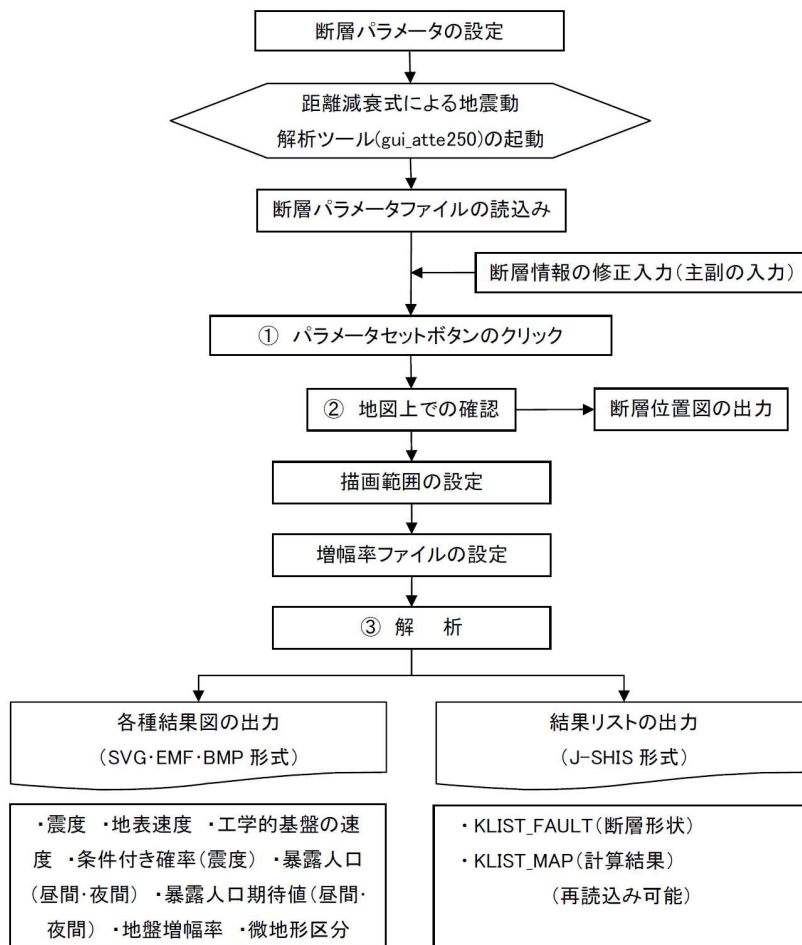 断層パラメータの設定
距離減衰式による地震動
解析ツール(gui_atte250)の起動
断層パラメータファイルの読込み
断層情報の修正入力(主副の入力)
① パラメータセットボタンのクリック
② 地図上での確認
断層位置図の出力
描画範囲の設定
増幅率ファイルの設定
③ 解 析
各種結果図の出力
(SVG・EMF・BMP 形式)
結果リストの出力
(J-SHIS 形式)
・震度 ・地表速度 ・工学的基盤の速
度 ・条件付き確率(震度) ・暴露人口
(昼間・夜間) ・暴露人口期待値(昼間・
夜間) ・地盤増幅率 ・微地形区分
・KLIST_FAULT(断層形状)
・KLIST_MAP(計算結果)
(再読込み可能)